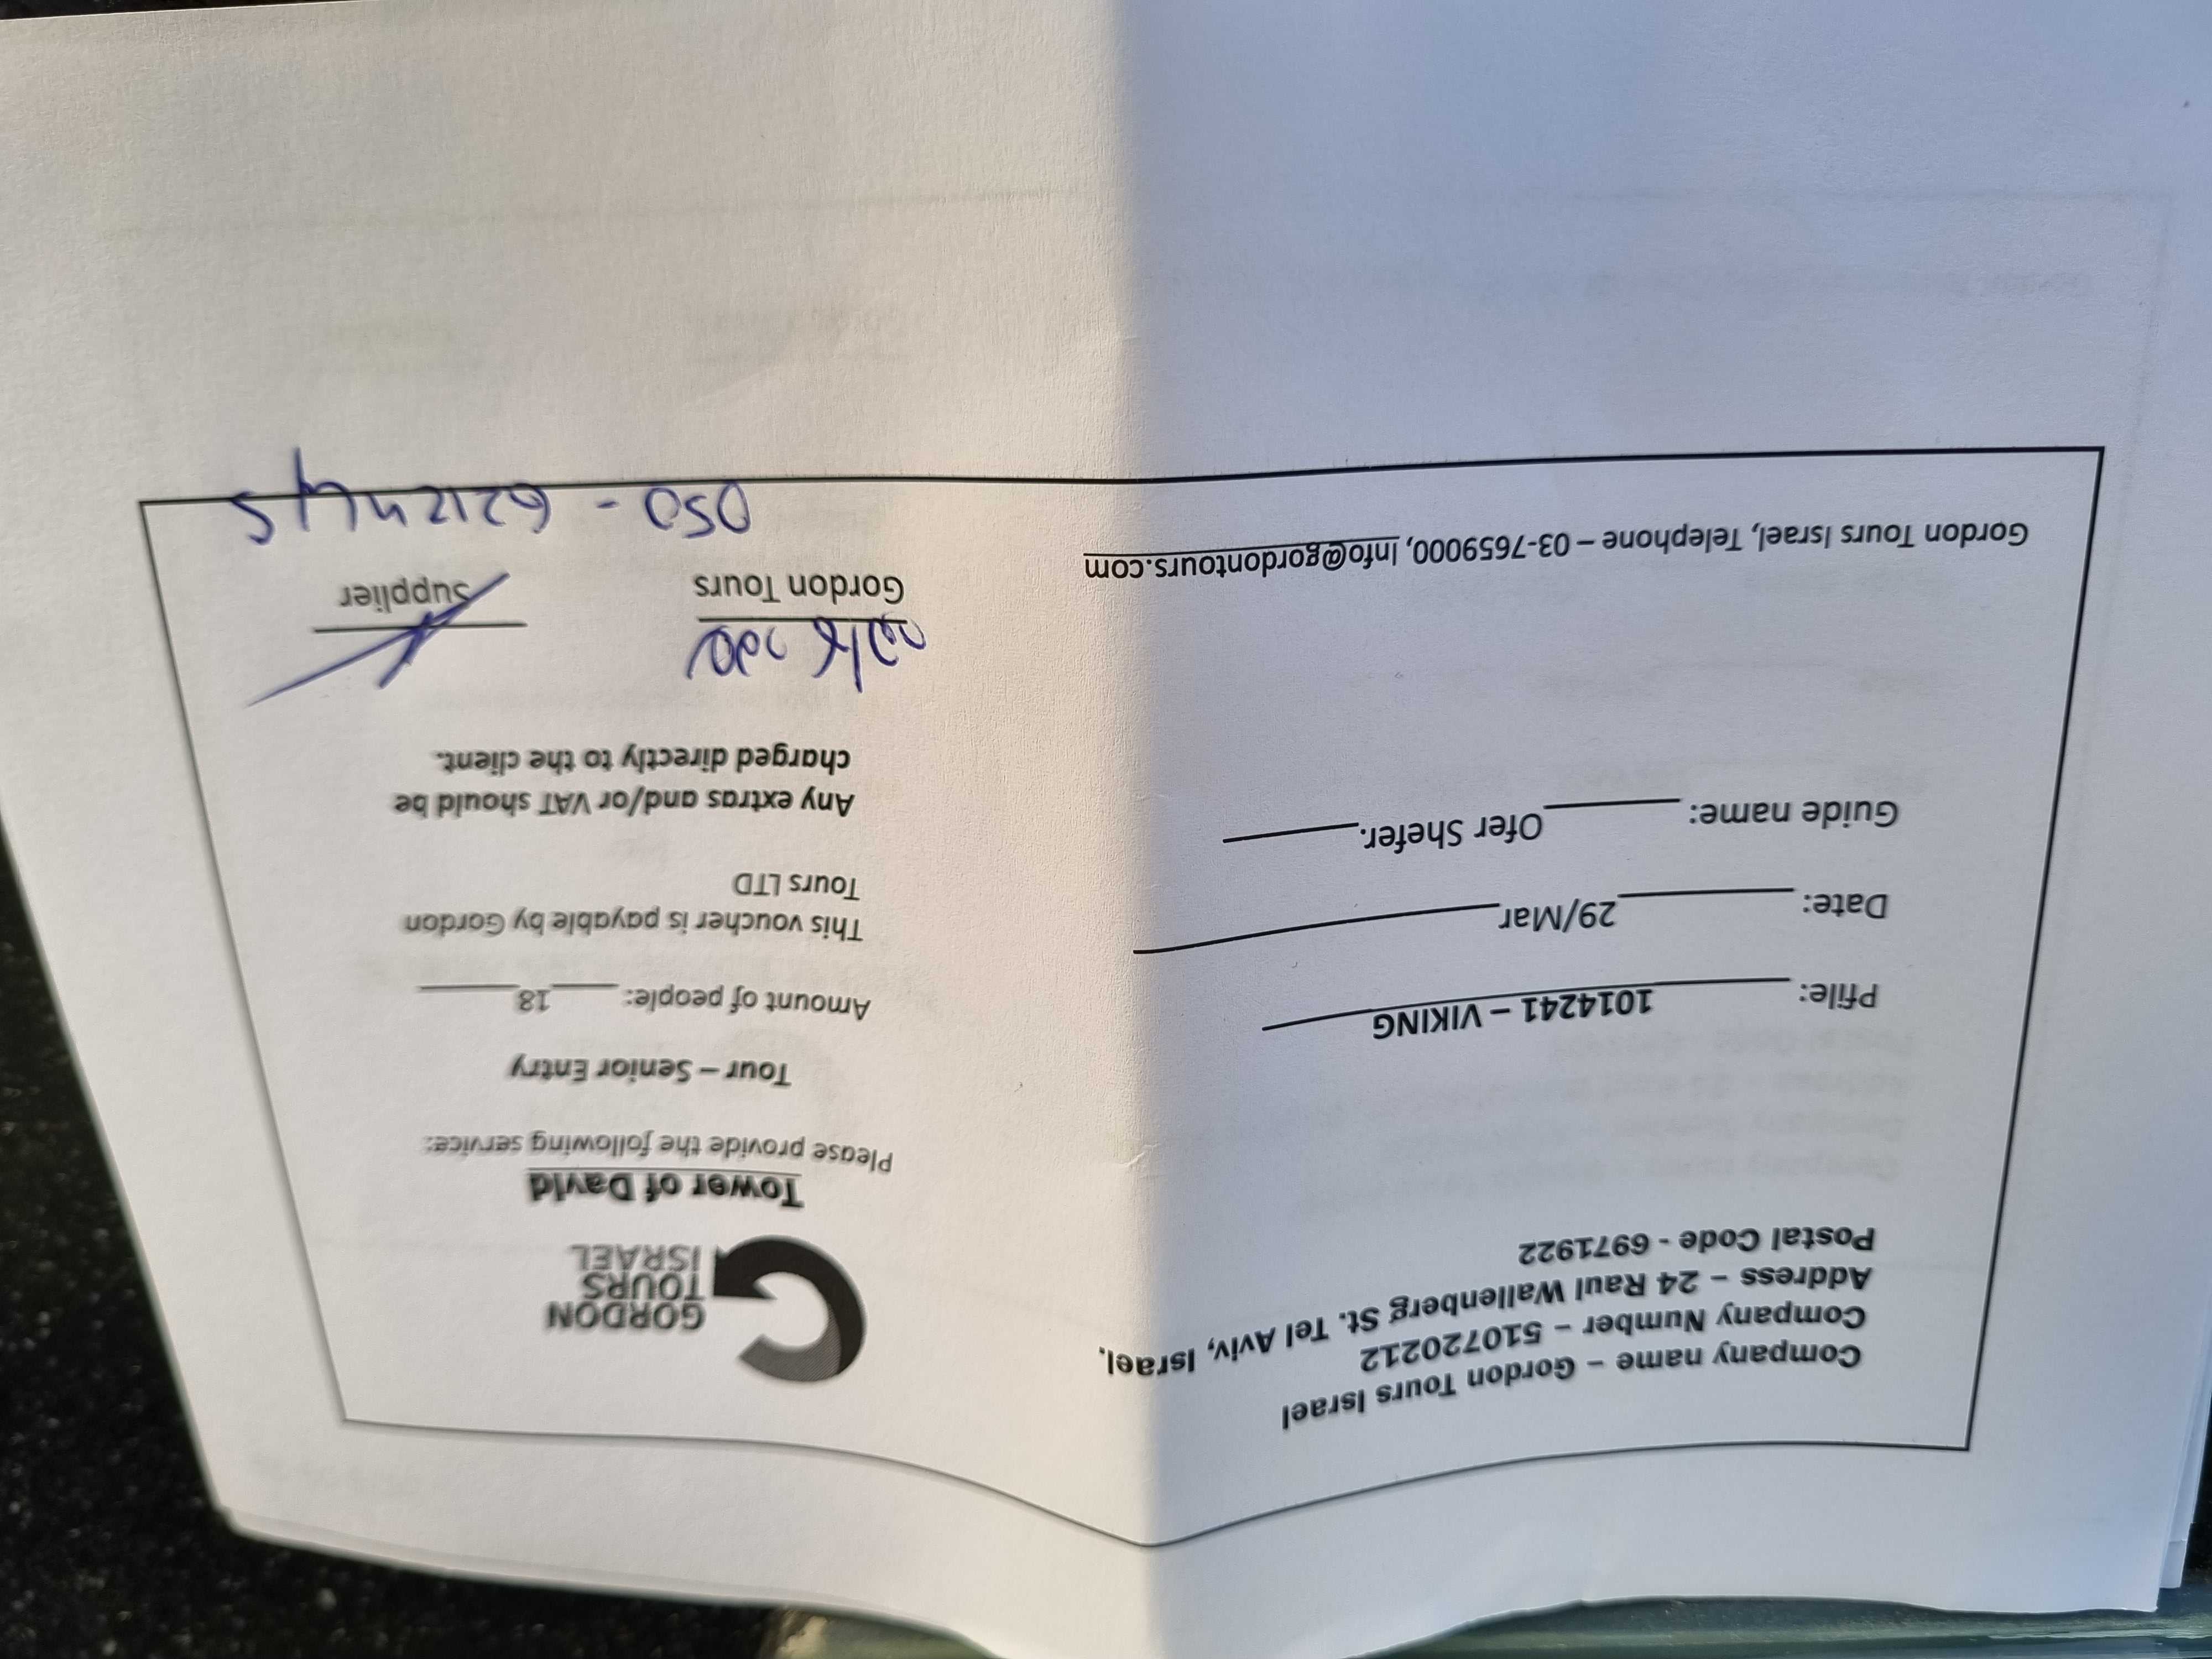 Company name – Gordon Tours Israel
Company Number – 510720212
Address – 24 Raul Wallenberg St. Tel Aviv, Israel.
Postal Code - 6971922
Pfile: 1014241 – VIKING
Date: 29/Mar
Guide name: Ofer Shefer.
Gordon Tours Israel, Telephone – 03-7659000, Info@gordontours.com
GORDON
TOURS
ISRAEL
Tower of David
Please provide the following service:
Tour – Senior Entry
Amount of people: 18
This voucher is payable by Gordon
Tours LTD
Any extras and/or VAT should be
charged directly to the client.
Gordon Tours
Supplier